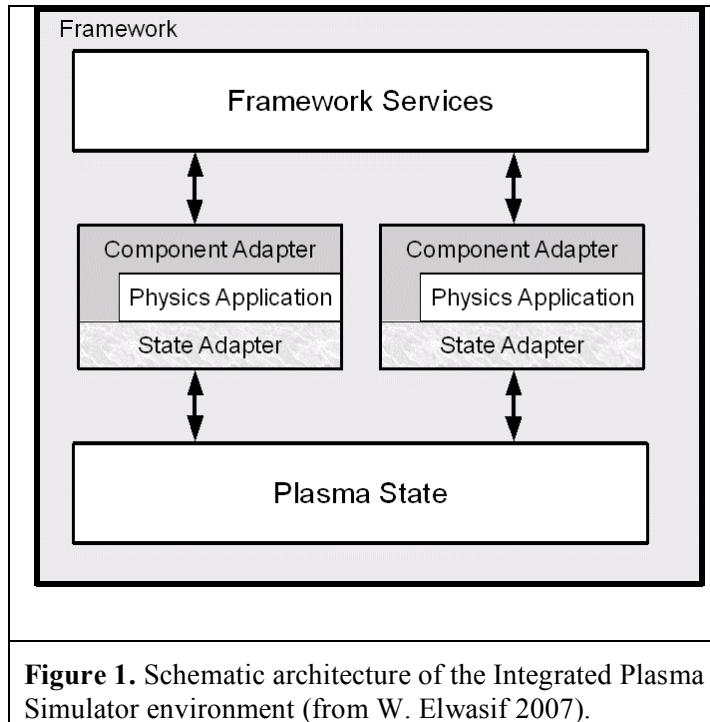 Framework
Framework Services
Component Adapter
Physics Application
State Adapter
Component Adapter
Physics Application
State Adapter
Plasma State
Figure 1. Schematic architecture of the Integrated Plasma
Simulator environment (from W. Elwasif 2007).